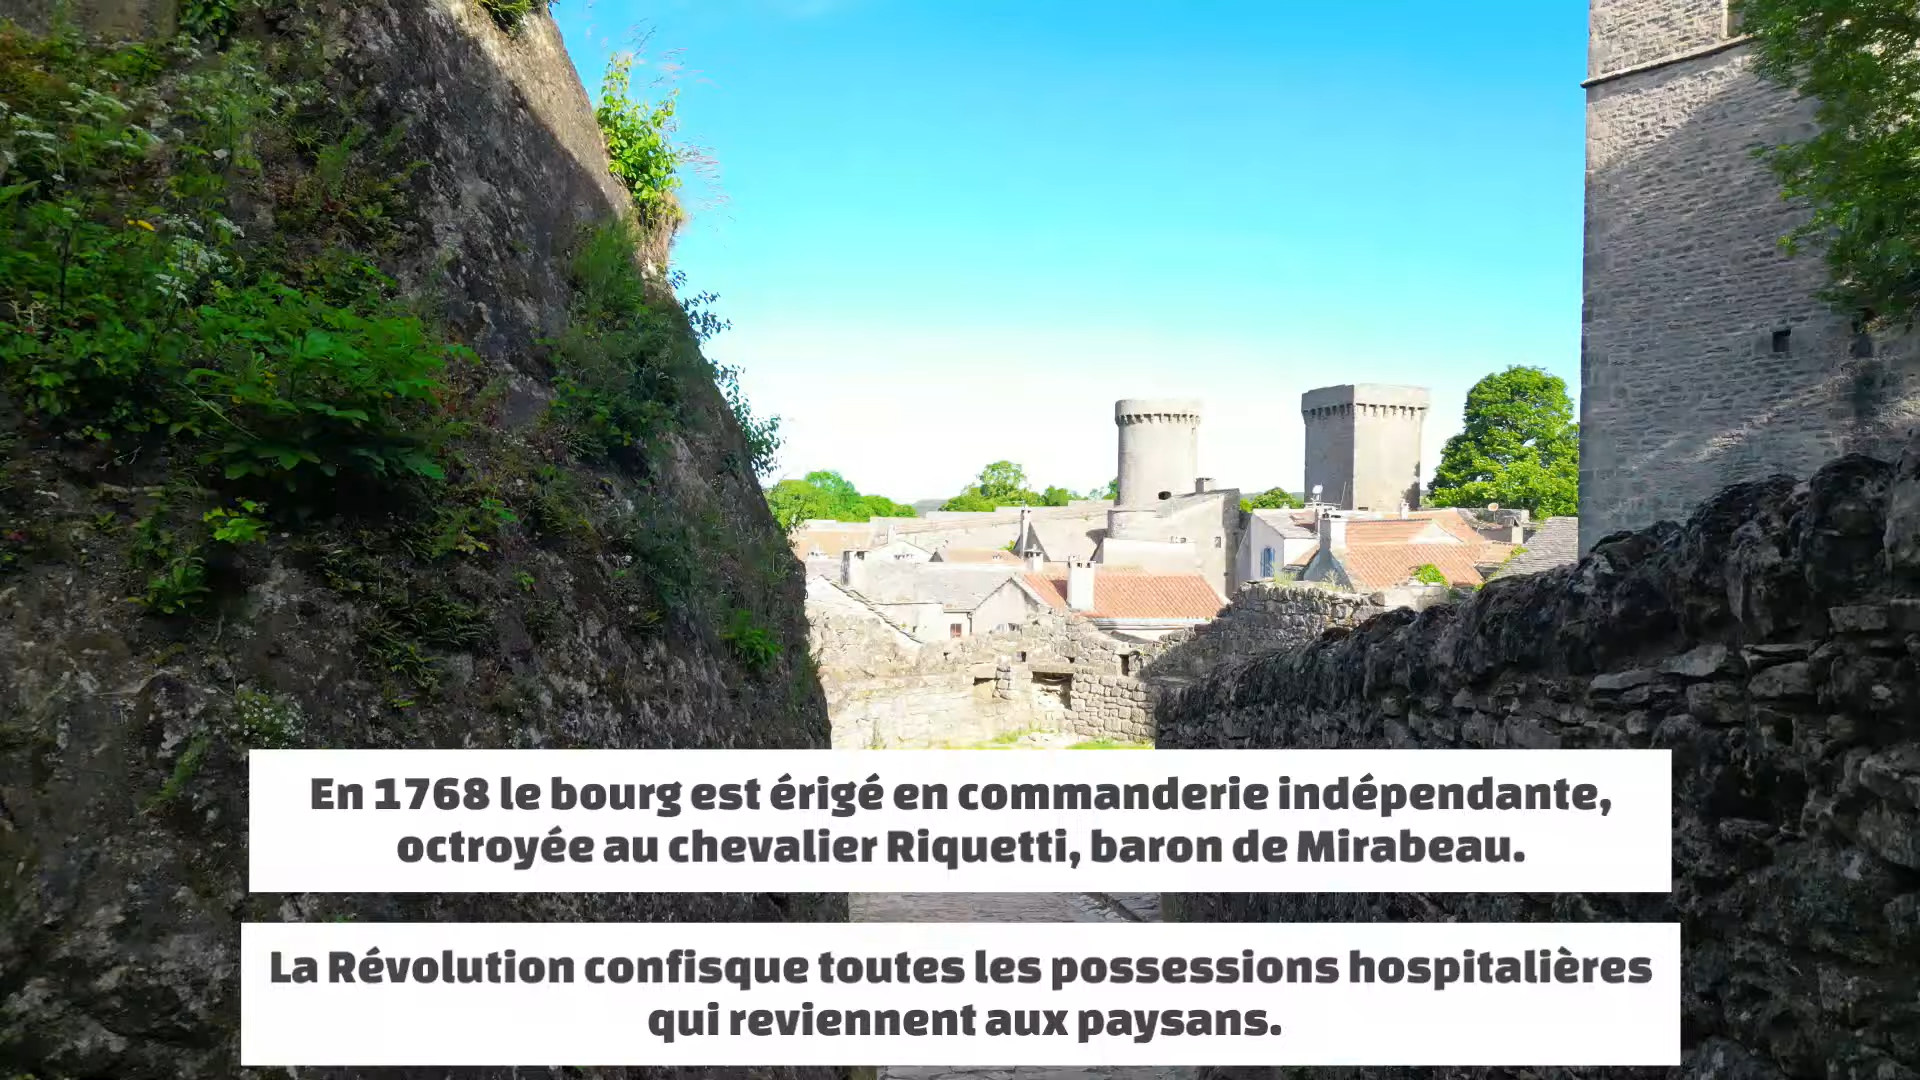 En 1768 le bourg est érigé en commanderie indépendante,
octroyée au chevalier Riquetti, baron de Mirabeau.
La Révolution confisque toutes les possessions hospitalières
qui reviennent aux paysans.